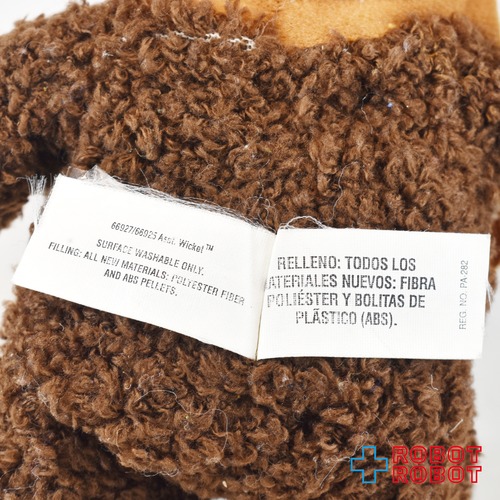 66927/66925 Asst. Wicket™
SURFACE WASHABLE ONLY.
FILLING: ALL NEW MATERIALS: POLYESTER FIBER
AND ABS PELLETS.
RELLENO: TODOS LOS
MATERIALES NUEVOS: FIBRA
POLIÉSTER Y BOLITAS DE
PLÁSTICO (ABS).
REG. NO. PA 282
ROBOT
ROBOT